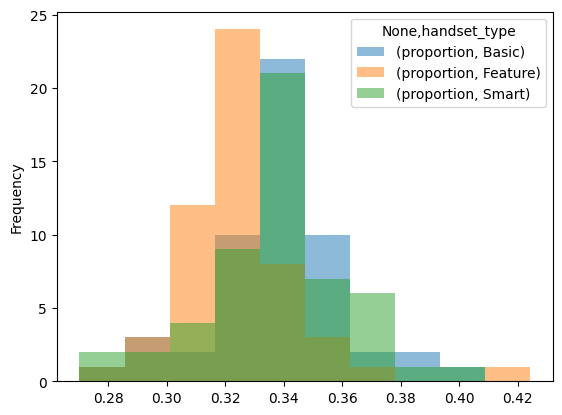 None,handset_type
(proportion, Basic)
(proportion, Feature)
(proportion, Smart)
Frequency
25
20
15
10
5
0
0.28 0.30 0.32 0.34 0.36 0.38 0.40 0.42